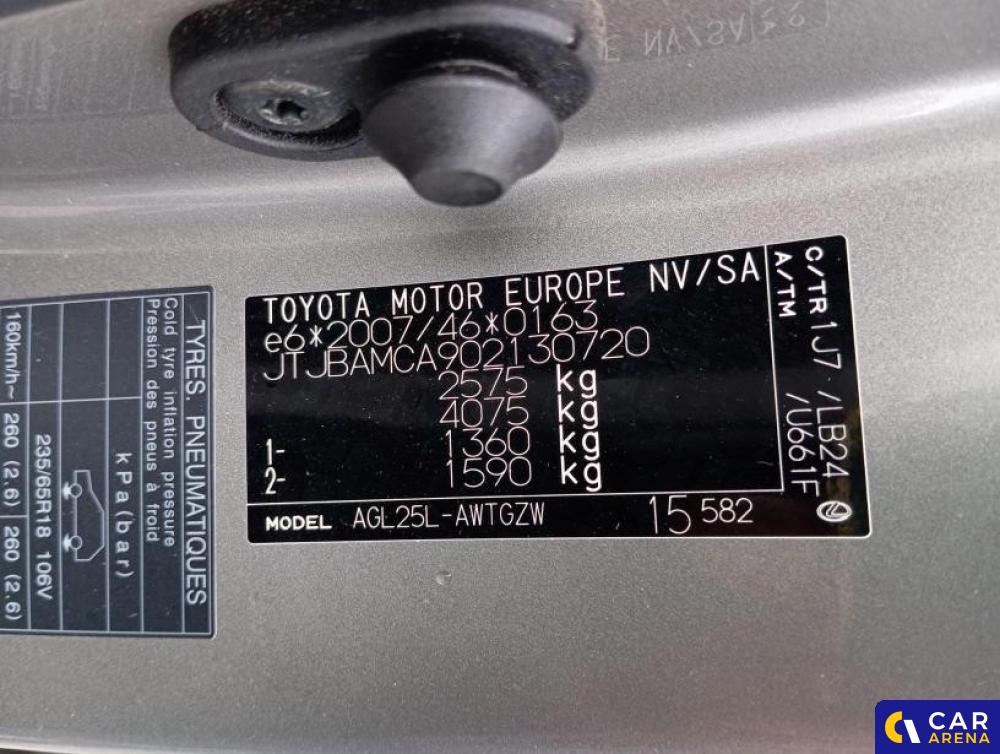 TOYOTA MOTOR EUROPE NV/SA
e6*2007/46*0163
JTJBAMCA902130720
2575 kg
4075 kg
1- 1360 kg
2- 1590 kg
MODEL AGL25L-AWTGZW 15 582
C/TR 1J7 /LB24
A/TM /U661F
TYRES, PNEUMATIQUES
Cold tyre inflation pressure
Pression des pneus à froid
kPa(bar)
235/65R18 106V
160km/h~ 260 (2.6) 260 (2.6)
E NV/SA
CAR
ARENA